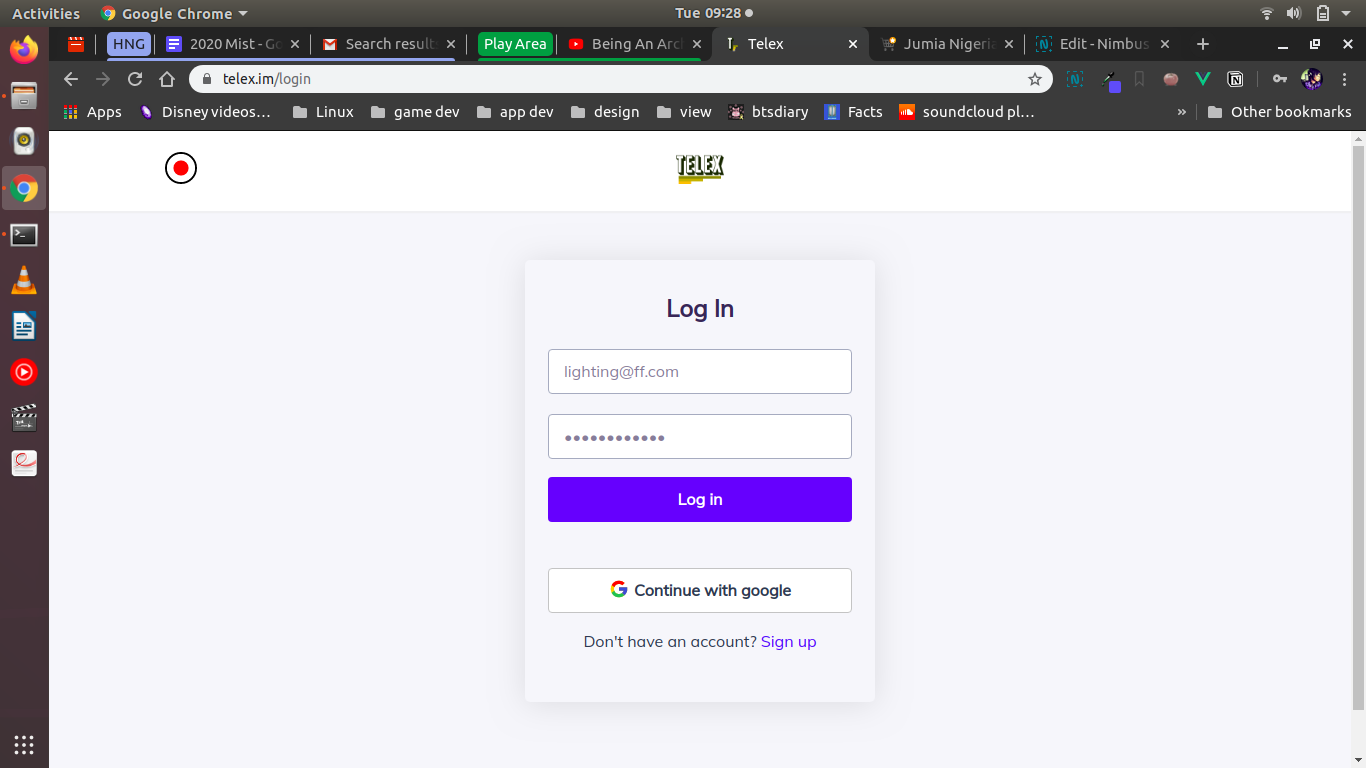 Activities
Google Chrome
Tue 09:28
HNG
2020 Mist - Go
Search results
Play Area
Being An Arc
Telex
Jumia Nigeria
Edit - Nimbus
telex.im/login
Apps
Disney videos…
Linux
game dev
app dev
design
view
btsdiary
Facts
soundcloud pl…
»
Other bookmarks
TELEX
Log In
lighting@ff.com
••••••••••••
Log in
Continue with google
Don't have an account? Sign up